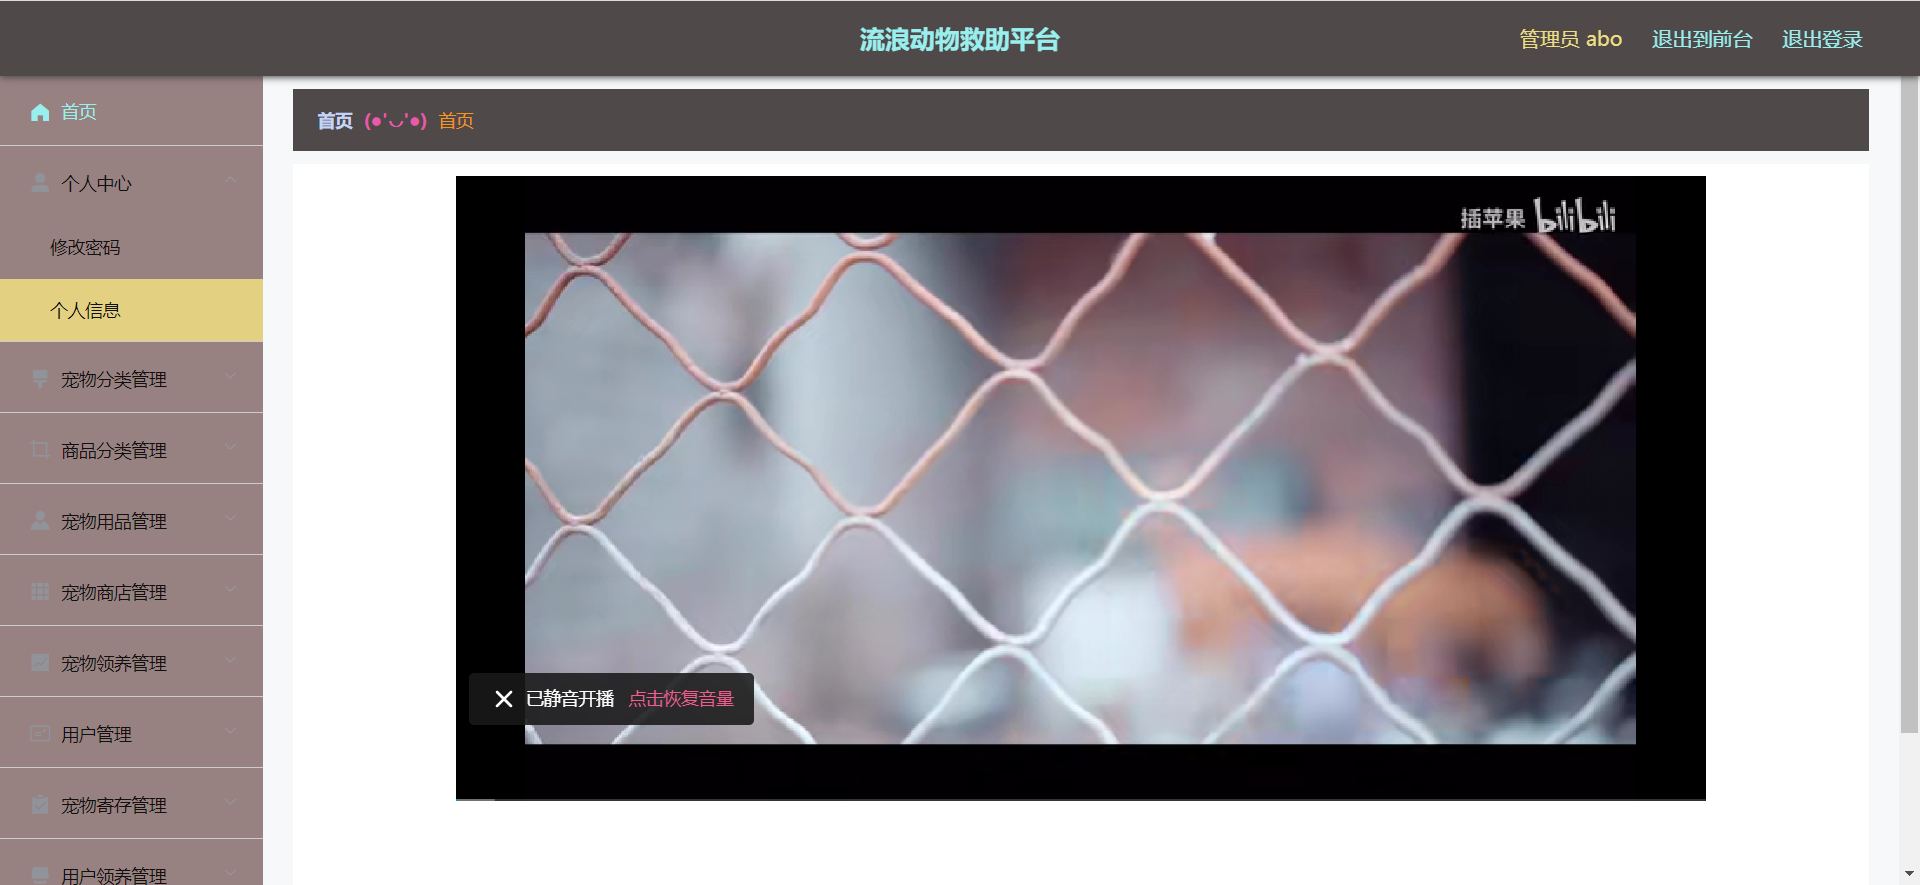 流浪动物救助平台
管理员 abo 退出到前台 退出登录
首页
个人中心
修改密码
个人信息
宠物分类管理
商品分类管理
宠物用品管理
宠物商店管理
宠物领养管理
用户管理
宠物寄存管理
用户领养管理
首页 (●'◡'●) 首页
插苹果 bilibili
已静音开播 点击恢复音量